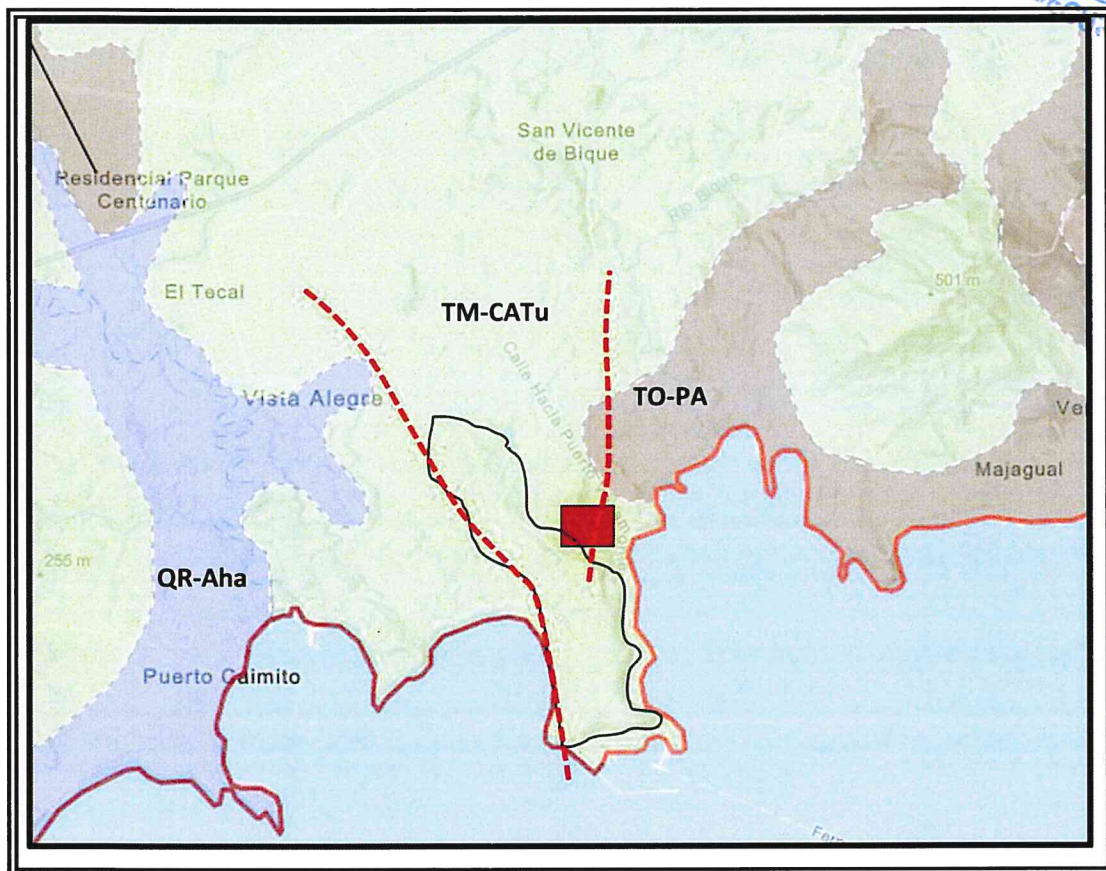 San Vicente
de Bique
Residencial Parque
Centenario
Río Bique
El Tecal
501 m
TM-CATu
Calle Hacia Puerto
Vista Alegre
TO-PA
Majagual
255 m
QR-Aha
Puerto Caimito